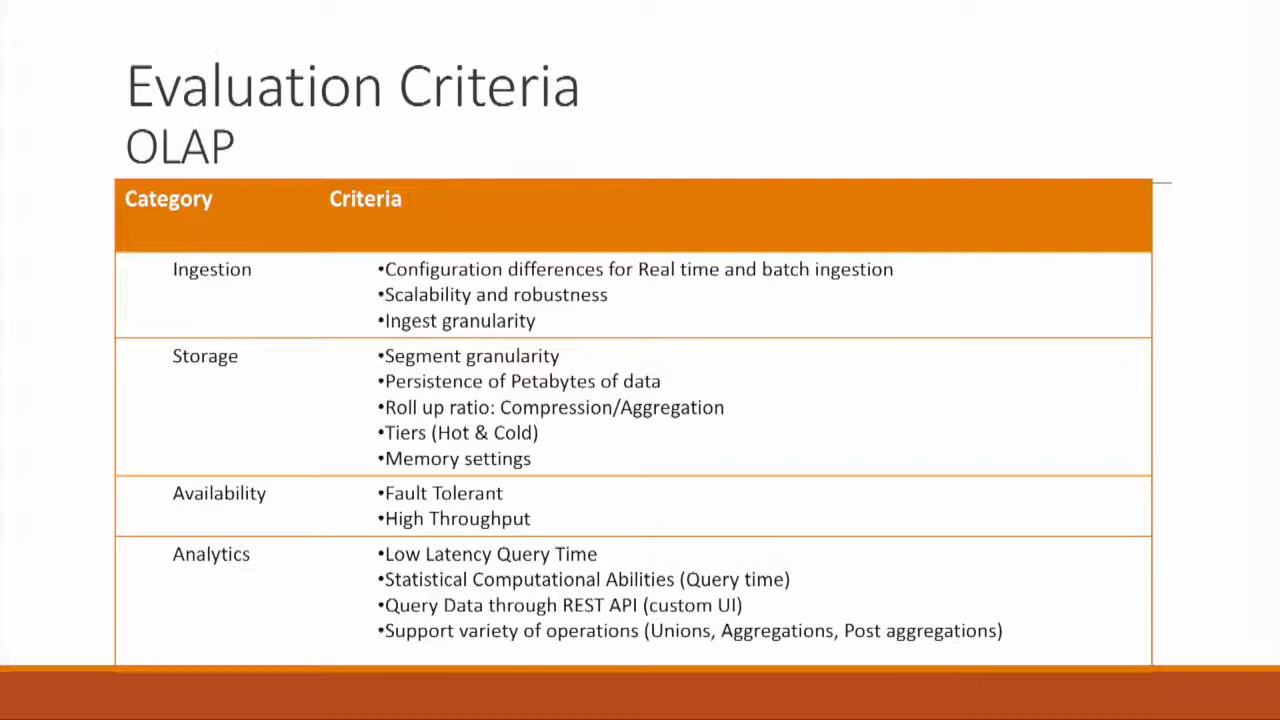 Evaluation Criteria
OLAP
Category Criteria
Ingestion •Configuration differences for Real time and batch ingestion
•Scalability and robustness
•Ingest granularity
Storage •Segment granularity
•Persistence of Petabytes of data
•Roll up ratio: Compression/Aggregation
•Tiers (Hot & Cold)
•Memory settings
Availability •Fault Tolerant
•High Throughput
Analytics •Low Latency Query Time
•Statistical Computational Abilities (Query time)
•Query Data through REST API (custom UI)
•Support variety of operations (Unions, Aggregations, Post aggregations)